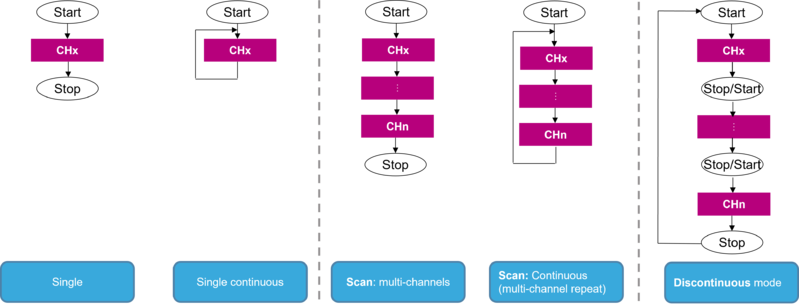 Start
CHx
Stop
Single
Start
CHx
Single continuous
Start
CHx
⋮
CHn
Stop
Scan: multi-channels
Start
CHx
⋮
CHn
Scan: Continuous
(multi-channel repeat)
Start
CHx
Stop/Start
⋮
Stop/Start
CHn
Stop
Discontinuous mode